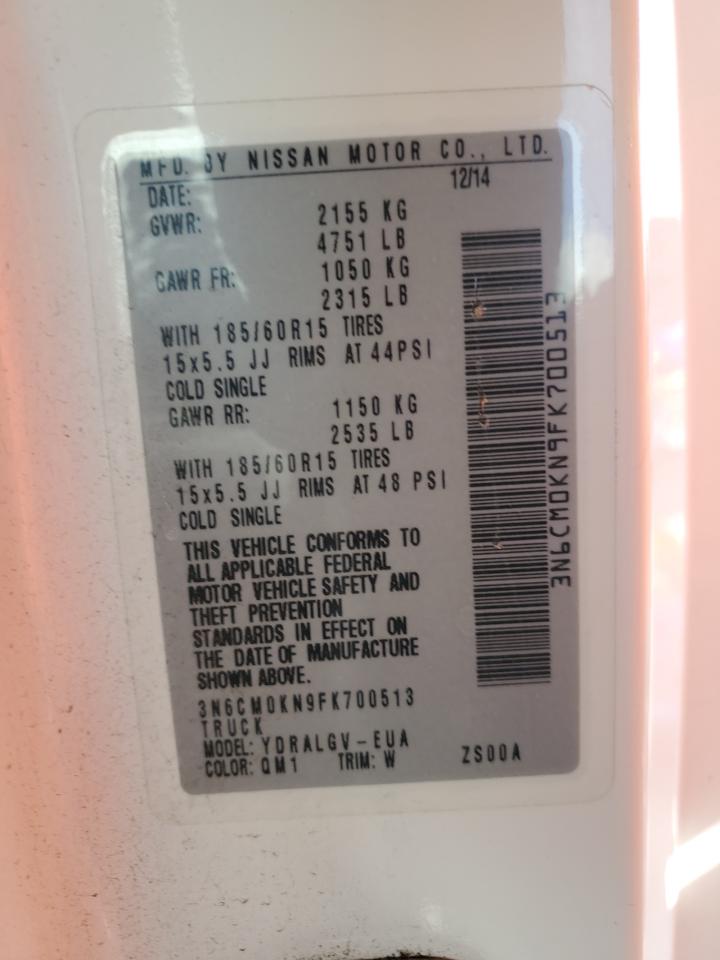 MFD. BY NISSAN MOTOR CO., LTD.
DATE: 12/14
GVWR: 2155 KG
4751 LB
GAWR FR: 1050 KG
2315 LB
WITH 185/60R15 TIRES
15x5.5 JJ RIMS AT 44PSI
COLD SINGLE
GAWR RR: 1150 KG
2535 LB
WITH 185/60R15 TIRES
15x5.5 JJ RIMS AT 48 PSI
COLD SINGLE
THIS VEHICLE CONFORMS TO
ALL APPLICABLE FEDERAL
MOTOR VEHICLE SAFETY AND
THEFT PREVENTION
STANDARDS IN EFFECT ON
THE DATE OF MANUFACTURE
SHOWN ABOVE.
3N6CM0KN9FK700513
TRUCK
MODEL: YDRALGV-EUA
COLOR: QM1 TRIM: W ZS00A
3N6CM0KN9FK700513